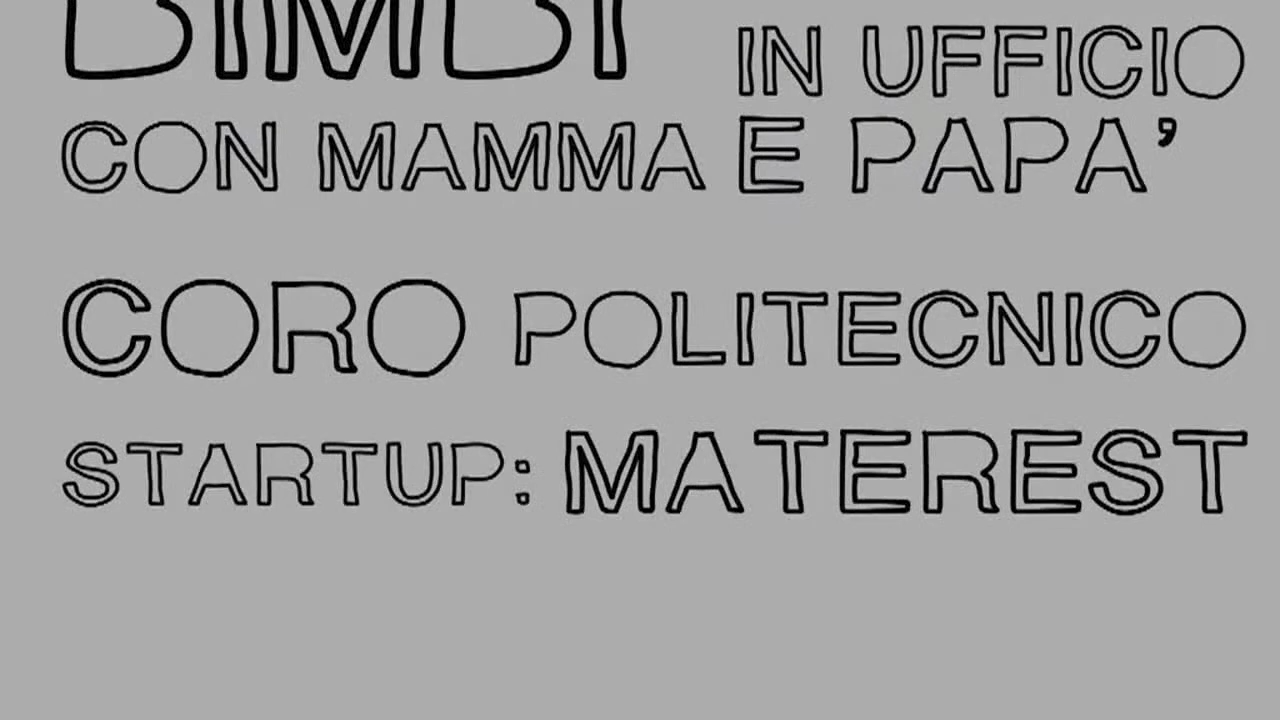 BIMBI IN UFFICIO
CON MAMMA E PAPA’
CORO POLITECNICO
STARTUP: MATEREST